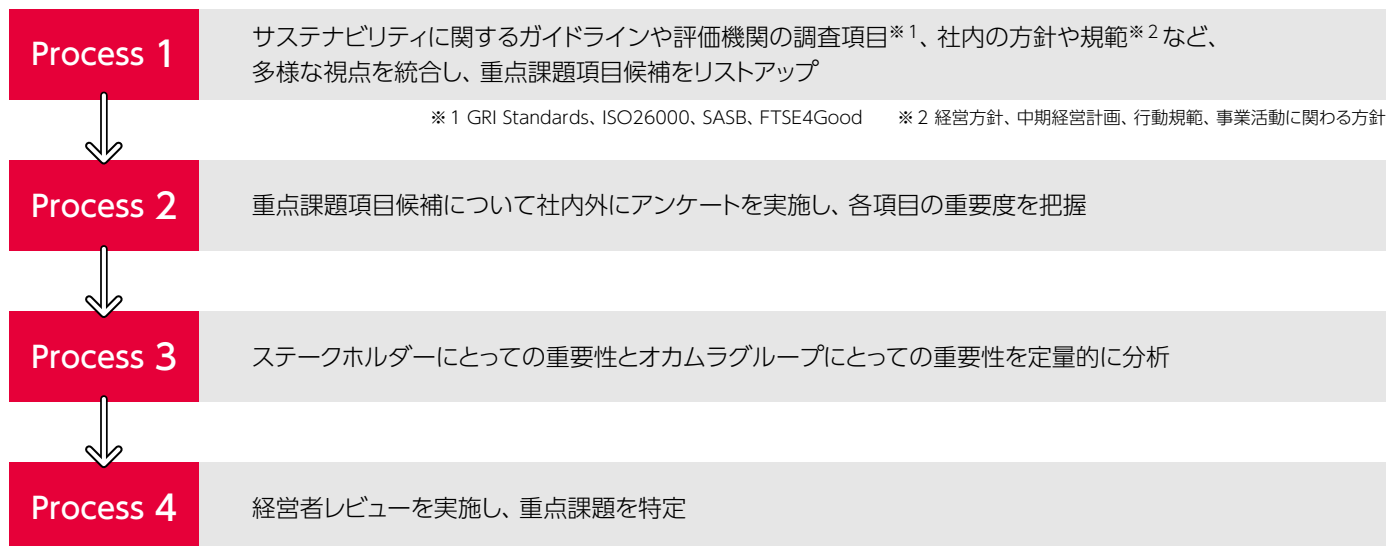 Process 1
サステナビリティに関するガイドラインや評価機関の調査項目※1、社内の方針や規範※2など、
多様な視点を統合し、重点課題項目候補をリストアップ
※1 GRI Standards、ISO26000、SASB、FTSE4Good ※2 経営方針、中期経営計画、行動規範、事業活動に関わる方針
Process 2
重点課題項目候補について社内外にアンケートを実施し、各項目の重要度を把握
Process 3
ステークホルダーにとっての重要性とオカムラグループにとっての重要性を定量的に分析
Process 4
経営者レビューを実施し、重点課題を特定